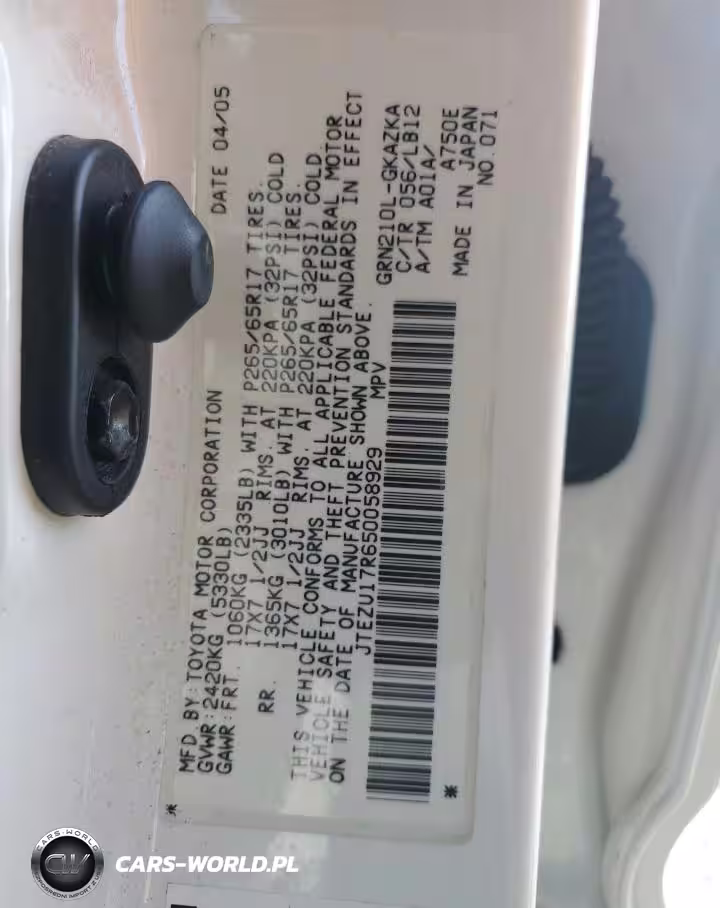 MFD BY:TOYOTA MOTOR CORPORATION DATE 04/05
GVWR:2420KG (5330LB)
GAWR:FRT. 1060KG (2335LB) WITH P265/65R17 TIRES.
17X7 1/2JJ RIMS. AT 220KPA (32PSI) COLD
RR. 1365KG (3010LB) WITH P265/65R17 TIRES.
17X7 1/2JJ RIMS. AT 220KPA (32PSI) COLD.
THIS VEHICLE CONFORMS TO ALL APPLICABLE FEDERAL MOTOR
VEHICLE SAFETY AND THEFT PREVENTION STANDARDS IN EFFECT
ON THE DATE OF MANUFACTURE SHOWN ABOVE.
JTEZU17R650058929 MPV
GRN210L-GKAZKA
C/TR 056/LB12
A/TM A01A/
A750E
MADE IN JAPAN
NO.071
CARS-WORLD
CW
CARS-WORLD.PL